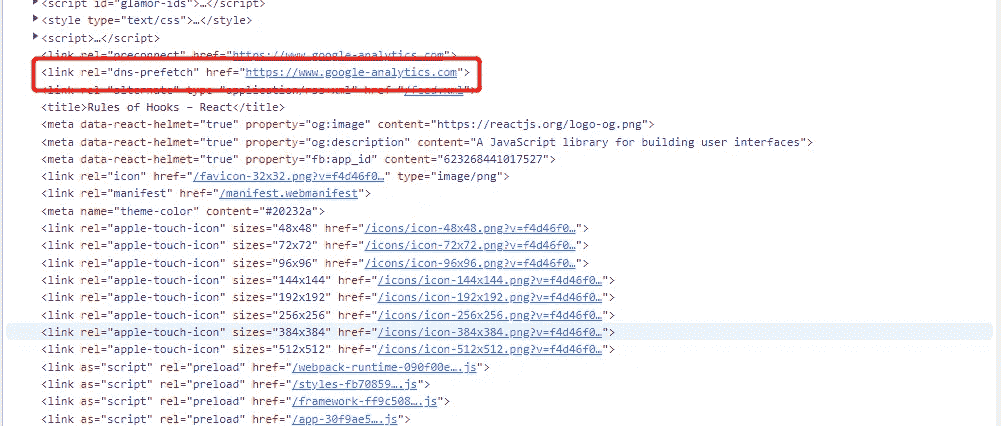 <script id="glamor-ids">…</script>
<style type="text/css">…</style>
<script>…</script>
<link rel="preconnect" href="https://www.google-analytics.com">
<link rel="dns-prefetch" href="https://www.google-analytics.com">
<link rel="alternate" type="application/rss+xml" href="/feed.xml">
<title>Rules of Hooks – React</title>
<meta data-react-helmet="true" property="og:image" content="https://reactjs.org/logo-og.png">
<meta data-react-helmet="true" property="og:description" content="A JavaScript library for building user interfaces">
<meta data-react-helmet="true" property="fb:app_id" content="623268441017527">
<link rel="icon" href="/favicon-32x32.png?v=f4d46f0…" type="image/png">
<link rel="manifest" href="/manifest.webmanifest">
<meta name="theme-color" content="#20232a">
<link rel="apple-touch-icon" sizes="48x48" href="/icons/icon-48x48.png?v=f4d46f0…">
<link rel="apple-touch-icon" sizes="72x72" href="/icons/icon-72x72.png?v=f4d46f0…">
<link rel="apple-touch-icon" sizes="96x96" href="/icons/icon-96x96.png?v=f4d46f0…">
<link rel="apple-touch-icon" sizes="144x144" href="/icons/icon-144x144.png?v=f4d46f0…">
<link rel="apple-touch-icon" sizes="192x192" href="/icons/icon-192x192.png?v=f4d46f0…">
<link rel="apple-touch-icon" sizes="256x256" href="/icons/icon-256x256.png?v=f4d46f0…">
<link rel="apple-touch-icon" sizes="384x384" href="/icons/icon-384x384.png?v=f4d46f0…">
<link rel="apple-touch-icon" sizes="512x512" href="/icons/icon-512x512.png?v=f4d46f0…">
<link as="script" rel="preload" href="/webpack-runtime-090f00e….js">
<link as="script" rel="preload" href="/styles-fb70859….js">
<link as="script" rel="preload" href="/framework-ff9c508….js">
<link as="script" rel="preload" href="/app-30f9ae5….js">